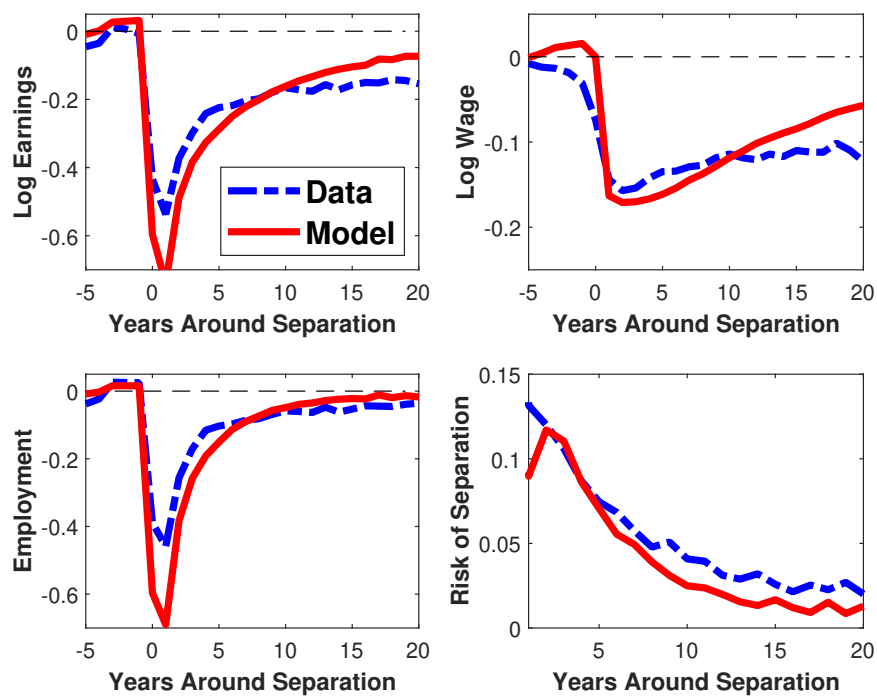 0
-0.2
-0.4
-0.6
Log Earnings
Data
Model
-5 0 5 10 15 20
Years Around Separation
0
-0.1
-0.2
Log Wage
-5 0 5 10 15 20
Years Around Separation
0
-0.2
-0.4
-0.6
Employment
-5 0 5 10 15 20
Years Around Separation
0.15
0.1
0.05
0
Risk of Separation
5 10 15 20
Years Around Separation